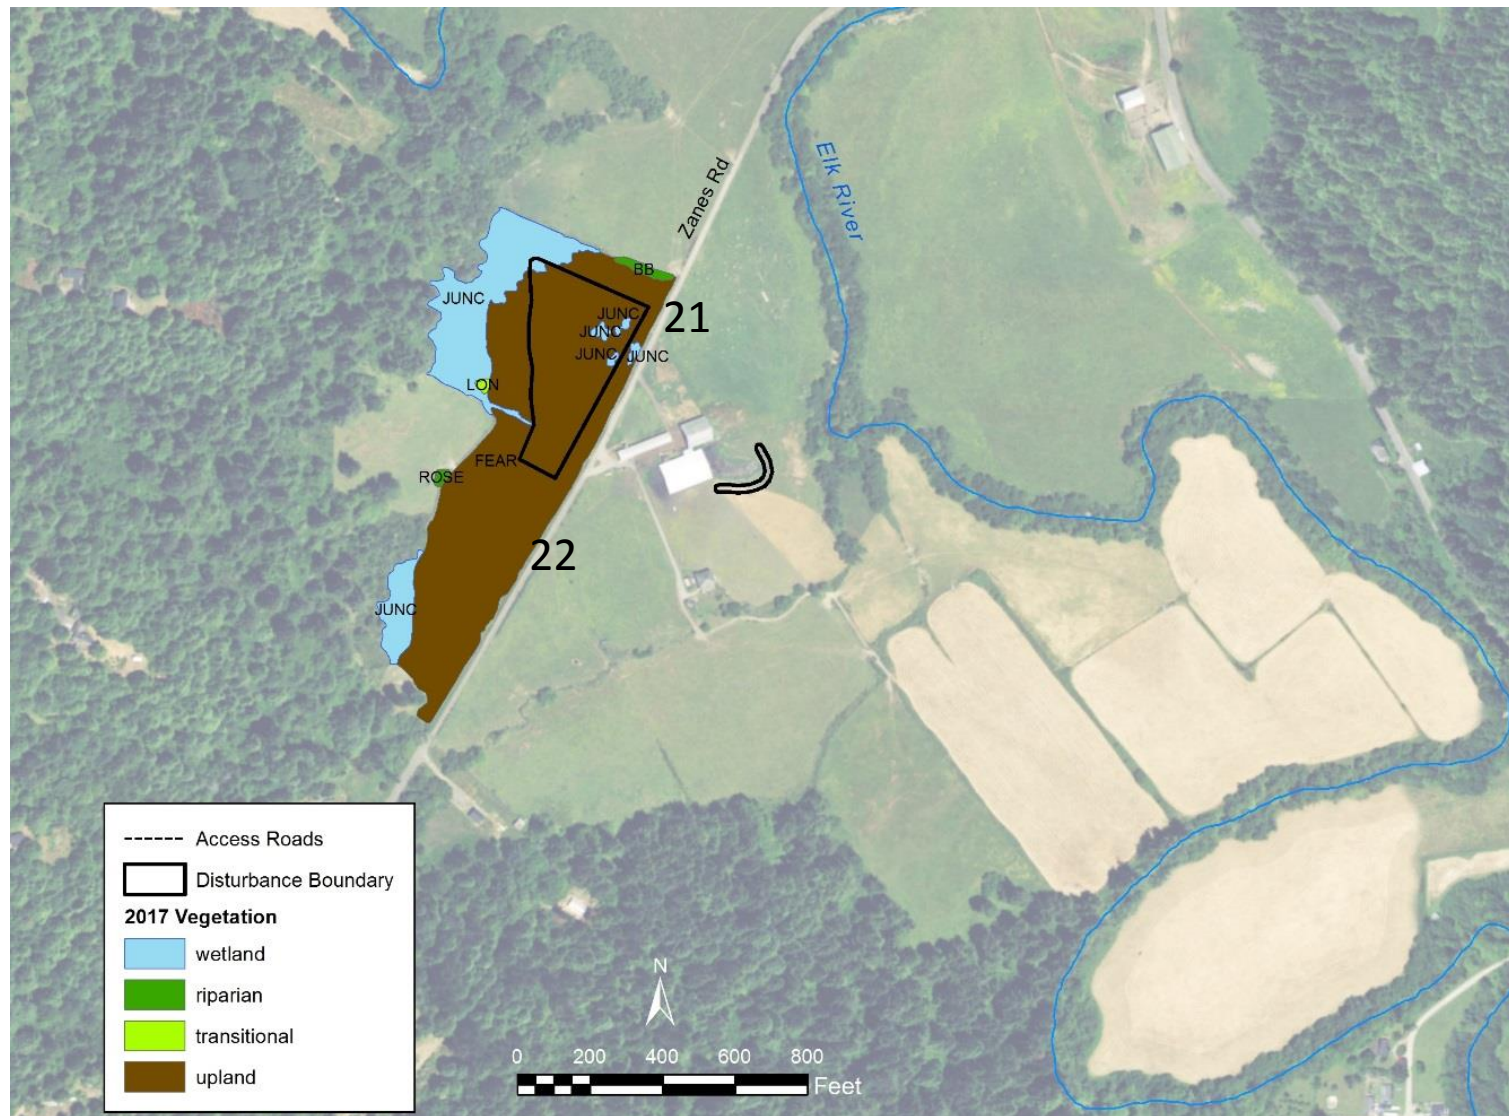 Zanes Rd
Elk River
BB
JUNC
JUNC
21
JUNC
JUNC
JUNC
LON
FEAR
ROSE
22
JUNC
Access Roads
Disturbance Boundary
2017 Vegetation
wetland
riparian
transitional
upland
N
0 200 400 600 800
Feet